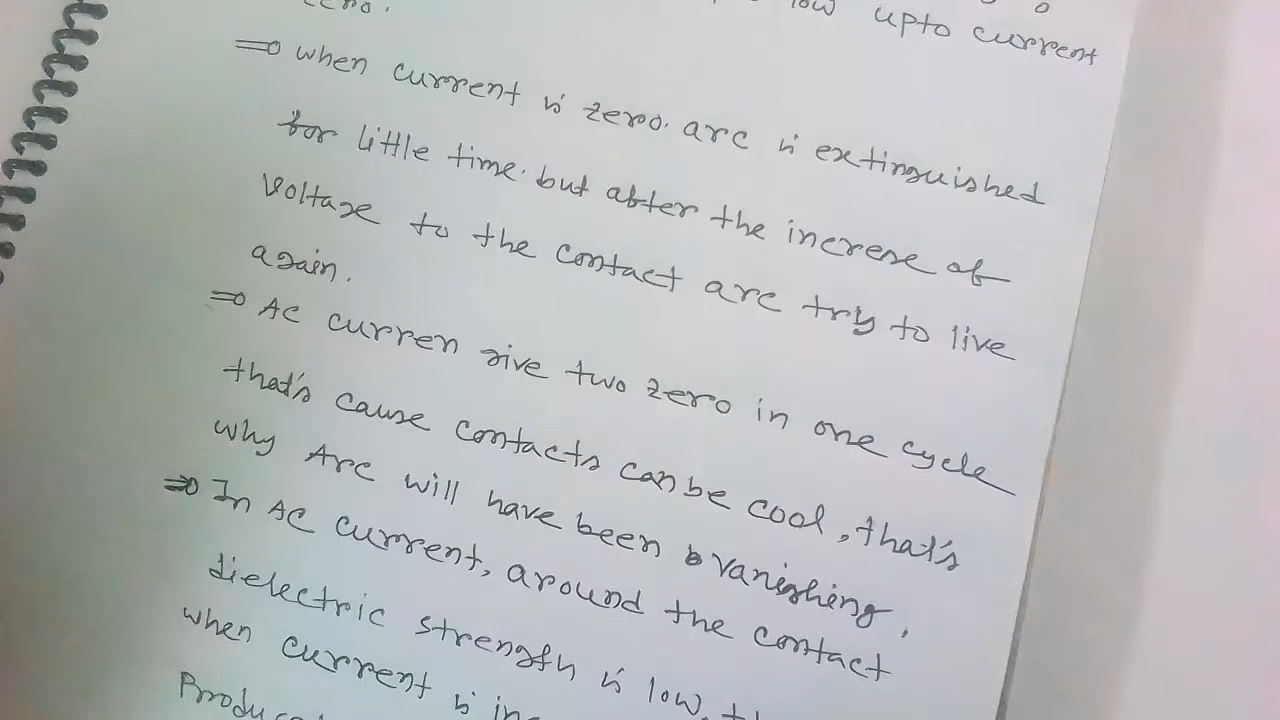 zero. low upto current
⇒ when current is zero. arc is extinguished
for little time. but after the increse of
voltage to the contact arc try to live
again.
⇒ AC curren give two zero in one cycle
that's cause contacts can be cool, that's
why Arc will have been vanishing.
⇒ In AC current, around the contact
dielectric strength is low.
when current is